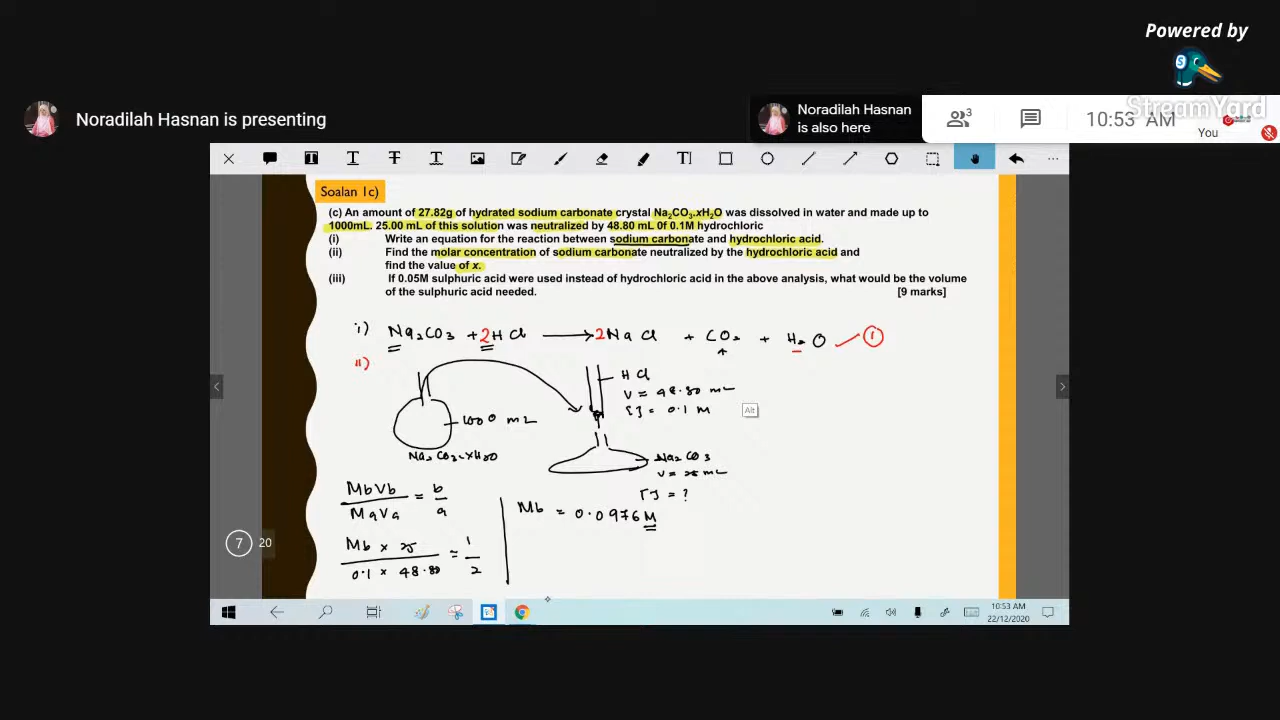 Powered by
StreamYard
Noradilah Hasnan is presenting
Noradilah Hasnan
is also here
3
10:53 AM
You
Soalan 1c)
(c) An amount of 27.82g of hydrated sodium carbonate crystal Na₂CO₃.xH₂O was dissolved in water and made up to
1000mL. 25.00 mL of this solution was neutralized by 48.80 mL 0f 0.1M hydrochloric
(i) Write an equation for the reaction between sodium carbonate and hydrochloric acid.
(ii) Find the molar concentration of sodium carbonate neutralized by the hydrochloric acid and
find the value of x.
(iii) If 0.05M sulphuric acid were used instead of hydrochloric acid in the above analysis, what would be the volume
of the sulphuric acid needed. [9 marks]
i) Na₂CO₃ + 2HCl → 2NaCl + CO₂ + H₂O ①
ii)
HCl
V = 48.80 mL
[ ] = 0.1 M
1000 mL
Na₂CO₃.xH₂O
Na₂CO₃
V = 25 mL
[ ] = ?
MbVb / MaVa = b / a
Mb = 0.0976 M
Mb × 25 / 0.1 × 48.80 = 1 / 2
Alt
7 20
10:53 AM
22/12/2020